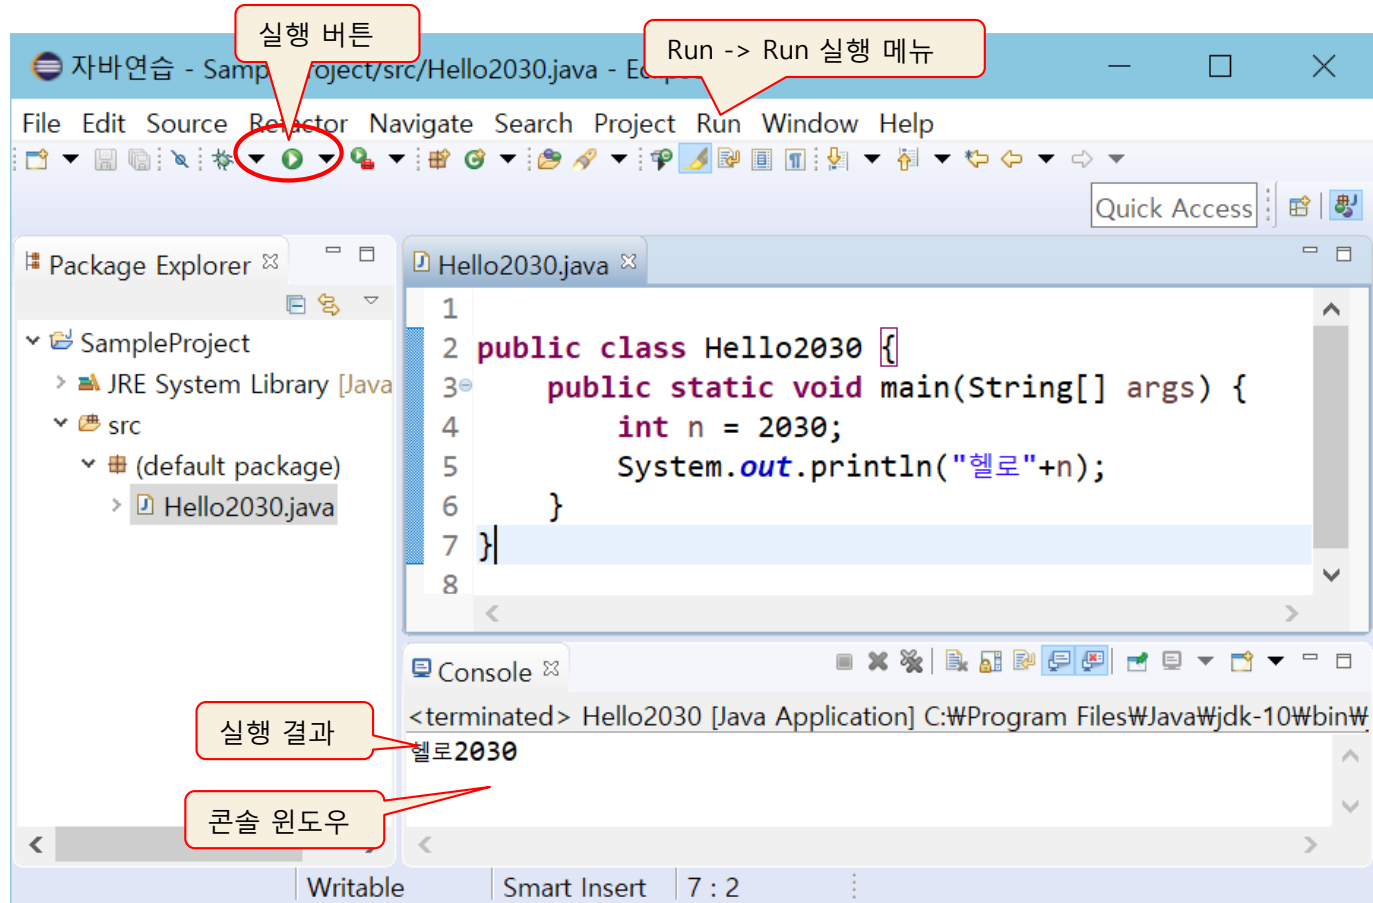 실행 버튼
Run -> Run 실행 메뉴
자바연습 - SampleProject/src/Hello2030.java - Eclipse
File Edit Source Refactor Navigate Search Project Run Window Help
Quick Access
Package Explorer
SampleProject
JRE System Library [Java
src
(default package)
Hello2030.java
Hello2030.java
1
2 public class Hello2030 {
3 public static void main(String[] args) {
4 int n = 2030;
5 System.out.println("헬로"+n);
6 }
7 }
8
Console
<terminated> Hello2030 [Java Application] C:₩Program Files₩Java₩jdk-10₩bin₩
실행 결과
헬로2030
콘솔 윈도우
Writable Smart Insert 7 : 2